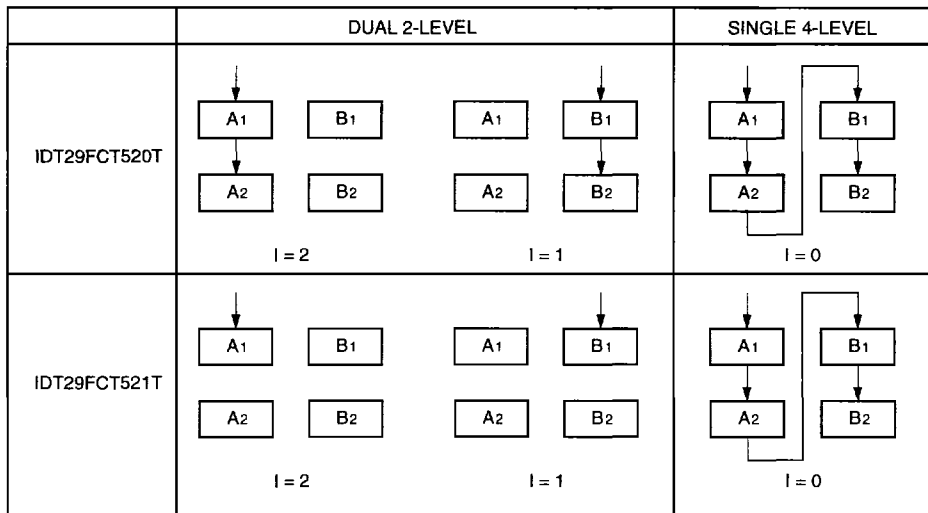 DUAL 2-LEVEL SINGLE 4-LEVEL
IDT29FCT520T
A1 B1 A1 B1 A1 B1
A2 B2 A2 B2 A2 B2
I = 2 I = 1 I = 0
IDT29FCT521T
A1 B1 A1 B1 A1 B1
A2 B2 A2 B2 A2 B2
I = 2 I = 1 I = 0